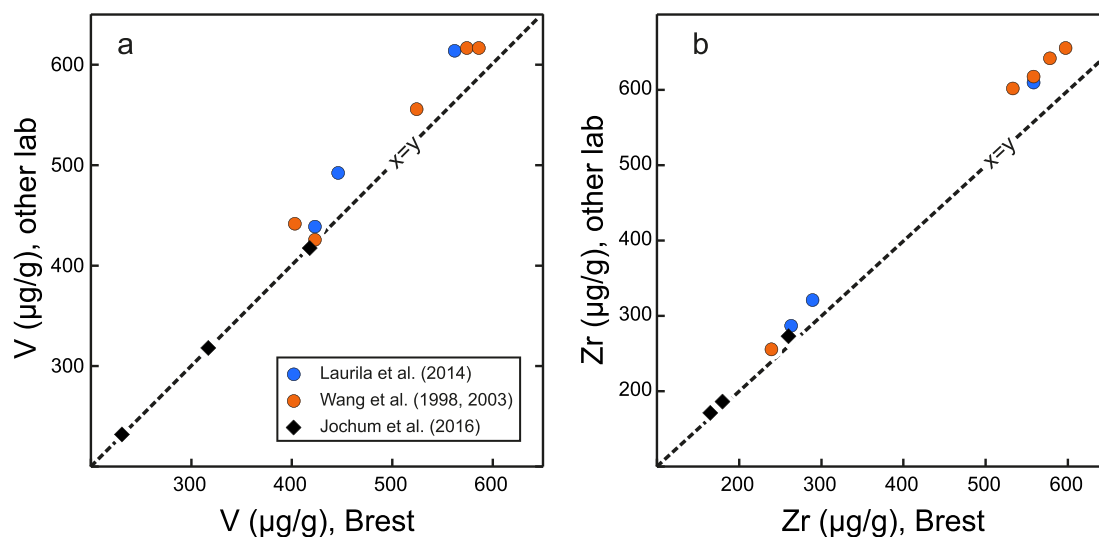 a
V (µg/g), other lab
600
500
400
300
x=y
Laurila et al. (2014)
Wang et al. (1998, 2003)
Jochum et al. (2016)
300
400
500
600
V (µg/g), Brest
b
Zr (µg/g), other lab
600
500
400
300
200
x=y
200
300
400
500
600
Zr (µg/g), Brest